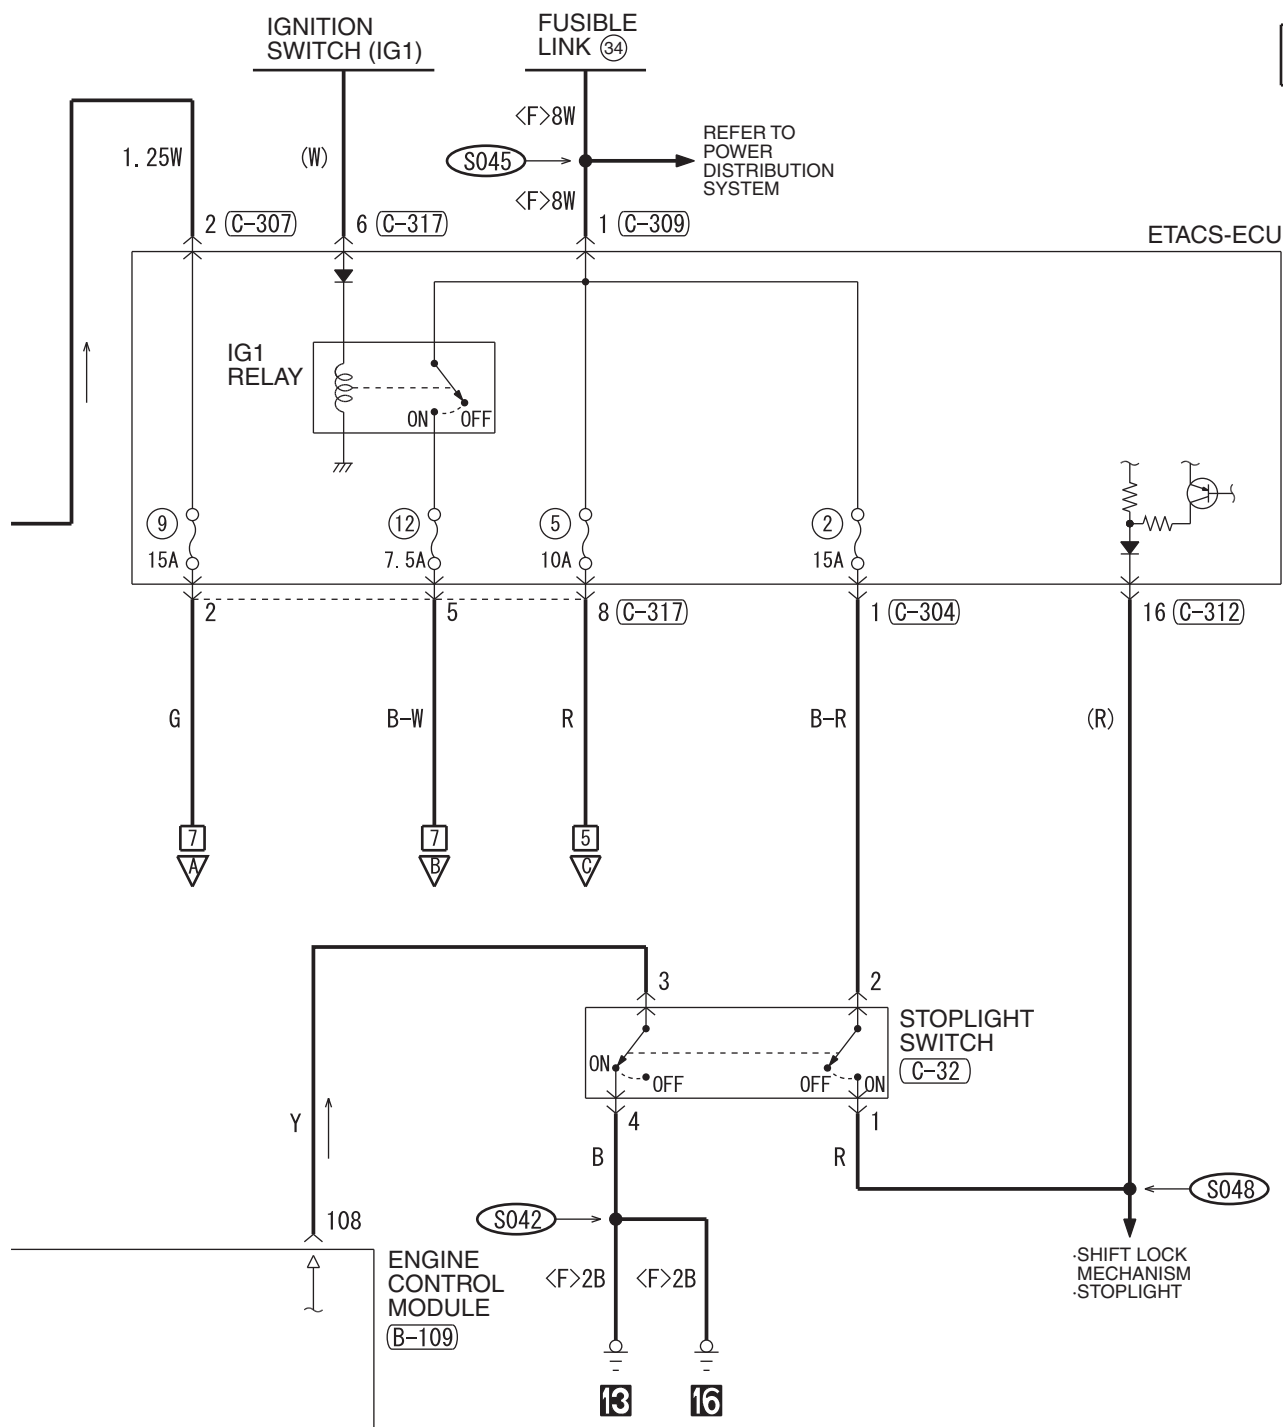 IGNITION
SWITCH (IG1)
FUSIBLE
LINK 34
<F>8W
1.25W
(W)
S045
REFER TO
POWER
DISTRIBUTION
SYSTEM
<F>8W
2 C-307
6 C-317
1 C-309
ETACS-ECU
IG1
RELAY
ON
OFF
9
15A
12
7.5A
5
10A
2
15A
2
5
8 C-317
1 C-304
16 C-312
G
B-W
R
B-R
(R)
7
A
7
B
5
C
3
2
STOPLIGHT
SWITCH
C-32
ON
OFF
OFF
ON
4
1
Y
B
R
S042
S048
108
ENGINE
CONTROL
MODULE
B-109
<F>2B
<F>2B
·SHIFT LOCK
MECHANISM
·STOPLIGHT
13
16